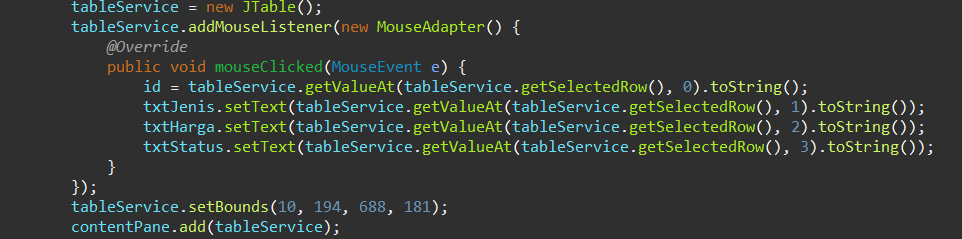 tableService = new JTable();
tableService.addMouseListener(new MouseAdapter() {
@Override
public void mouseClicked(MouseEvent e) {
id = tableService.getValueAt(tableService.getSelectedRow(), 0).toString();
txtJenis.setText(tableService.getValueAt(tableService.getSelectedRow(), 1).toString());
txtHarga.setText(tableService.getValueAt(tableService.getSelectedRow(), 2).toString());
txtStatus.setText(tableService.getValueAt(tableService.getSelectedRow(), 3).toString());
}
});
tableService.setBounds(10, 194, 688, 181);
contentPane.add(tableService);